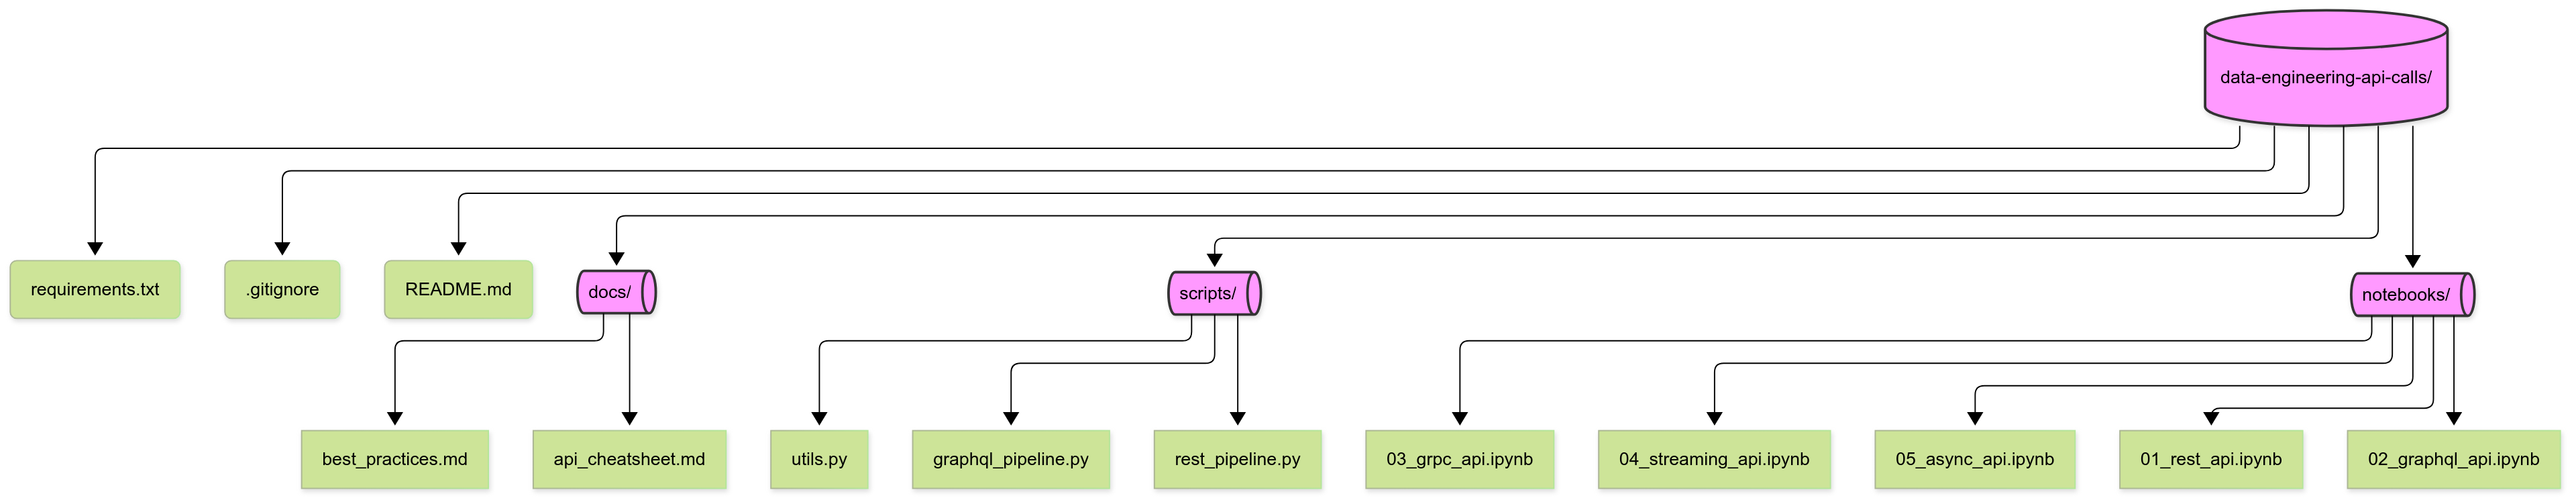 data-engineering-api-calls/
requirements.txt
.gitignore
README.md
docs/
scripts/
notebooks/
best_practices.md
api_cheatsheet.md
utils.py
graphql_pipeline.py
rest_pipeline.py
03_grpc_api.ipynb
04_streaming_api.ipynb
05_async_api.ipynb
01_rest_api.ipynb
02_graphql_api.ipynb